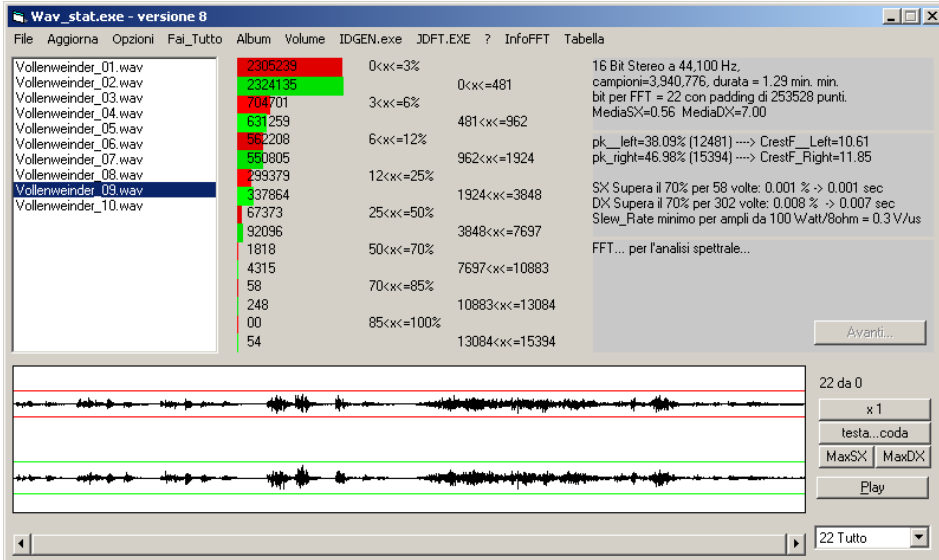 Wav_stat.exe - versione 8
File Aggiorna Opzioni Fai_Tutto Album Volume IDGEN.exe JDFT.EXE ? InfoFFT Tabella
Vollenweinder_01.wav
Vollenweinder_02.wav
Vollenweinder_03.wav
Vollenweinder_04.wav
Vollenweinder_05.wav
Vollenweinder_06.wav
Vollenweinder_07.wav
Vollenweinder_08.wav
Vollenweinder_09.wav
Vollenweinder_10.wav
2305239 0<x<=3%
2324135 0<x<=481
704701 3<x<=6%
631259 481<x<=962
562208 6<x<=12%
550805 962<x<=1924
299379 12<x<=25%
337864 1924<x<=3848
67373 25<x<=50%
92096 3848<x<=7697
1818 50<x<=70%
4315 7697<x<=10883
58 70<x<=85%
248 10883<x<=13084
00 85<x<=100%
54 13084<x<=15394
16 Bit Stereo a 44,100 Hz,
campioni=3,940,776, durata = 1.29 min. min.
bit per FFT = 22 con padding di 253528 punti.
MediaSX=0.56 MediaDX=7.00
pk__left=38.09% (12481) ----> CrestF__Left=10.61
pk_right=46.98% (15394) ----> CrestF_Right=11.85
SX Supera il 70% per 58 volte: 0.001 % -> 0.001 sec
DX Supera il 70% per 302 volte: 0.008 % -> 0.007 sec
Slew_Rate minimo per ampli da 100 Watt/8ohm = 0.3 V/us
FFT... per l'analisi spettrale...
Avanti...
22 da 0
x 1
testa...coda
MaxSX MaxDX
Play
22 Tutto